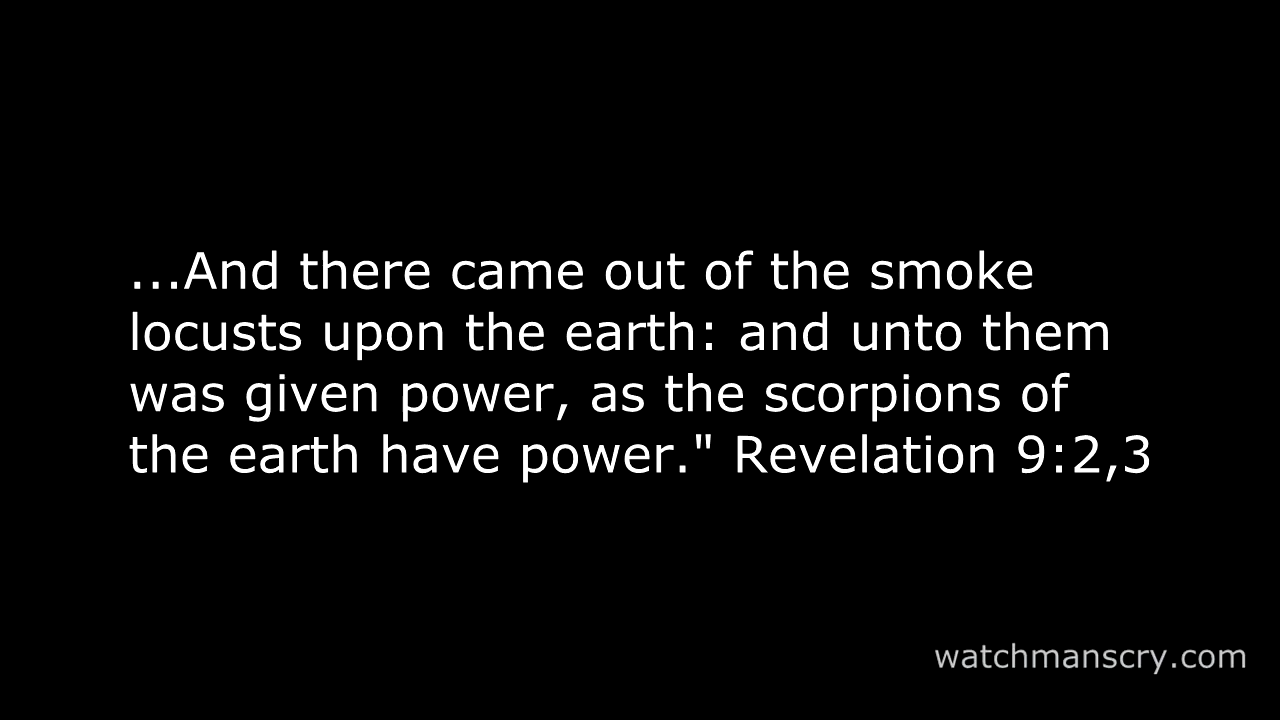 ...And there came out of the smoke
locusts upon the earth: and unto them
was given power, as the scorpions of
the earth have power." Revelation 9:2,3
watchmanscry.com